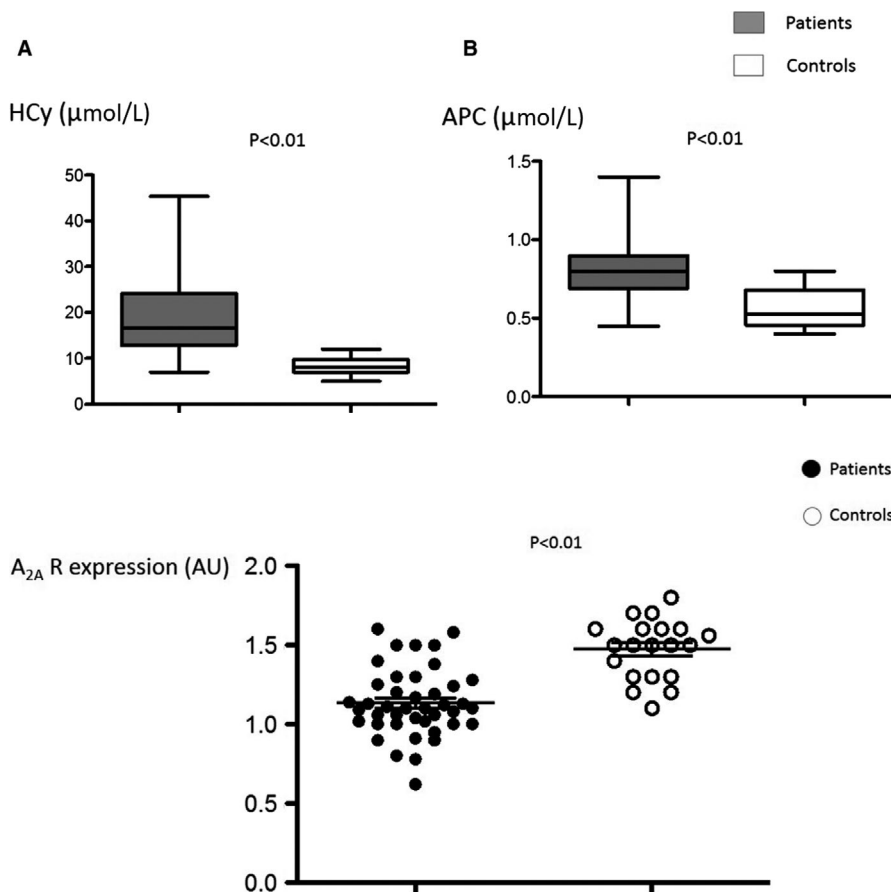 A
B
Patients
Controls
HCy (μmol/L)
APC (μmol/L)
P<0.01
P<0.01
50
40
30
20
10
0
1.5
1.0
0.5
0.0
Patients
Controls
A2A R expression (AU)
P<0.01
2.0
1.5
1.0
0.5
0.0